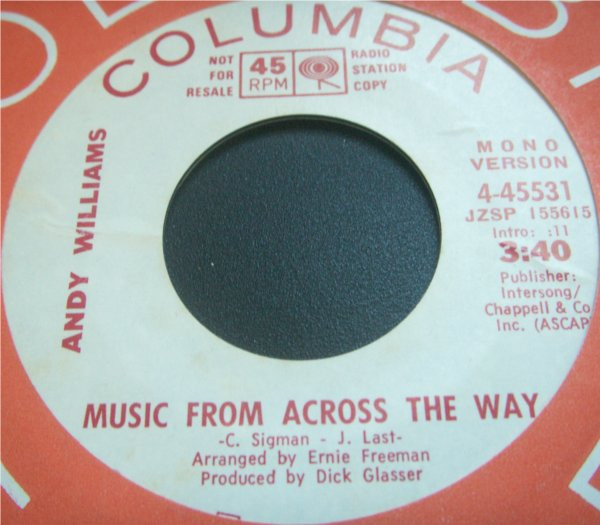 COLUMBIA
NOT
FOR
RESALE
45
RPM
RADIO
STATION
COPY
ANDY WILLIAMS
MONO
VERSION
4-45531
JZSP 155615
Intro: :11
3:40
Publisher:
Intersong/
Chappell & Co
Inc. (ASCAP
MUSIC FROM ACROSS THE WAY
-C. Sigman - J. Last-
Arranged by Ernie Freeman
Produced by Dick Glasser